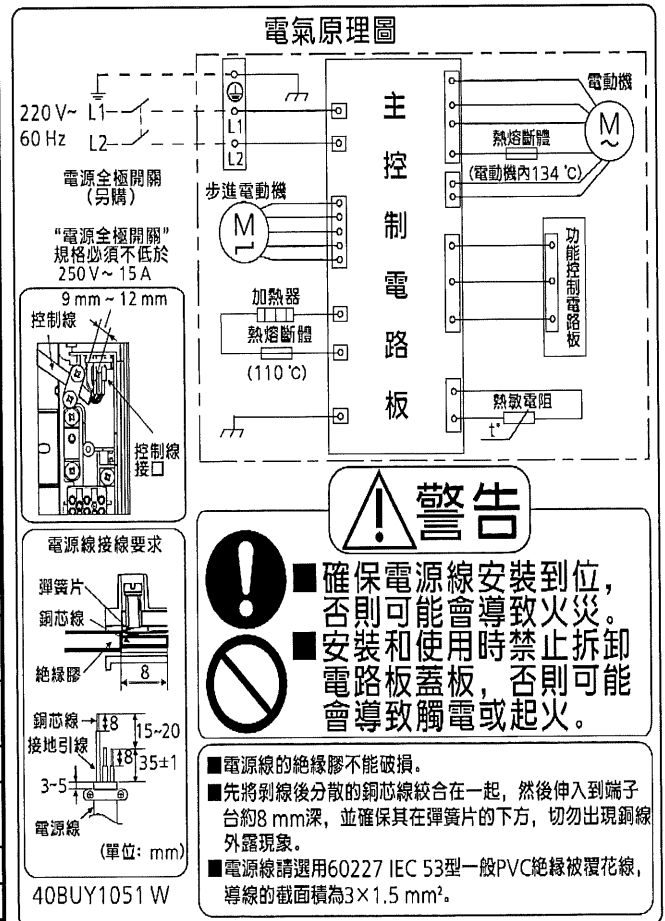 電氣原理圖
220 V~ L1
60 Hz L2
L1
L2
電源全極開關
(另購)
“電源全極開關”
規格必須不低於
250 V ~ 15 A
步進電動機
M
加熱器
熱熔斷體
(110 ℃)
主控制電路板
電動機
M
~
熱熔斷體
(電動機內134 ℃)
功能控制電路板
熱敏電阻
t°
9 mm ~ 12 mm
控制線
控制線
接口
電源線接線要求
彈簧片
銅芯線
絶緣膠
8
銅芯線
接地引線
8
15~20
8
35±1
3~5
電源線
(單位: mm)
40BUY1051 W
警告
■確保電源線安裝到位,
否則可能會導致火災。
■安裝和使用時禁止拆卸
電路板蓋板, 否則可能
會導致觸電或起火。
■電源線的絶緣膠不能破損。
■先將剝線後分散的銅芯線絞合在一起, 然後伸入到端子
台約8 mm深, 並確保其在彈簧片的下方, 切勿出現銅線
外露現象。
■電源線請選用60227 IEC 53型一般PVC絶緣被覆花線,
導線的截面積為3×1.5 mm²。